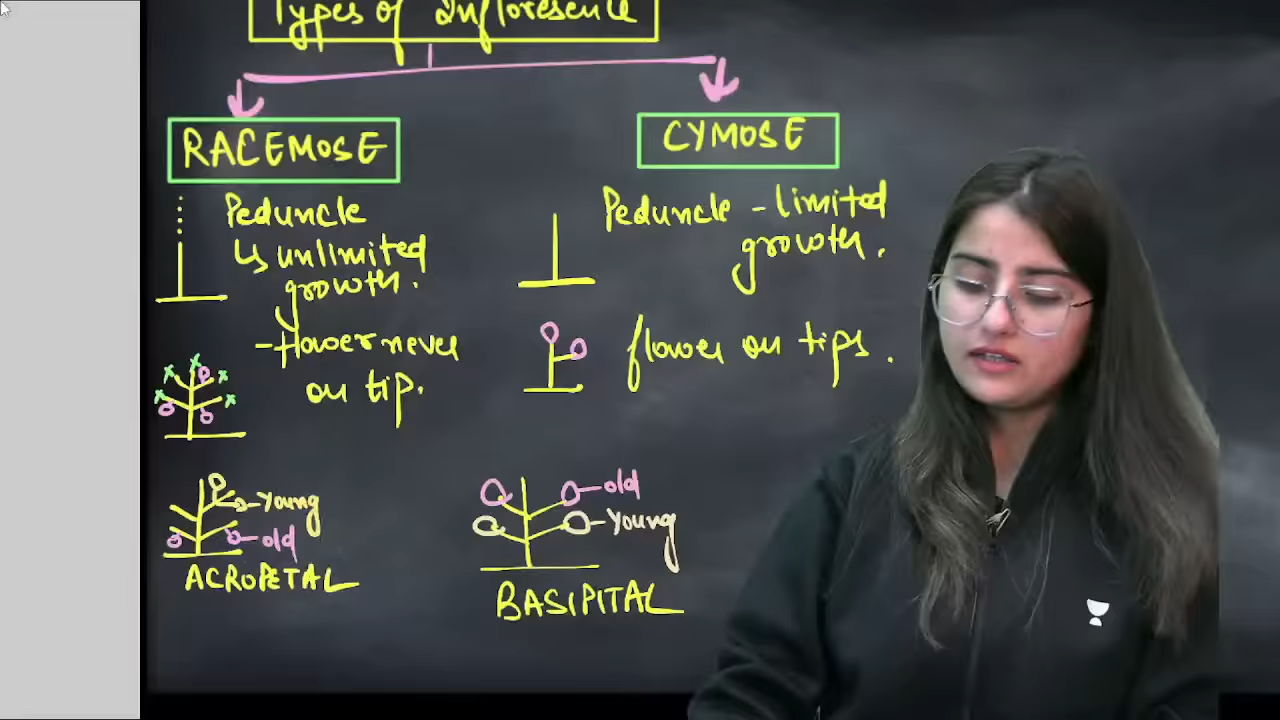 Types of Infloresence
RACEMOSE
CYMOSE
Peduncle
↳ unlimited
growth.
- flower never
on tip.
Peduncle - limited
growth.
flower on tips.
Young
old
ACROPETAL
old
Young
BASIPITAL